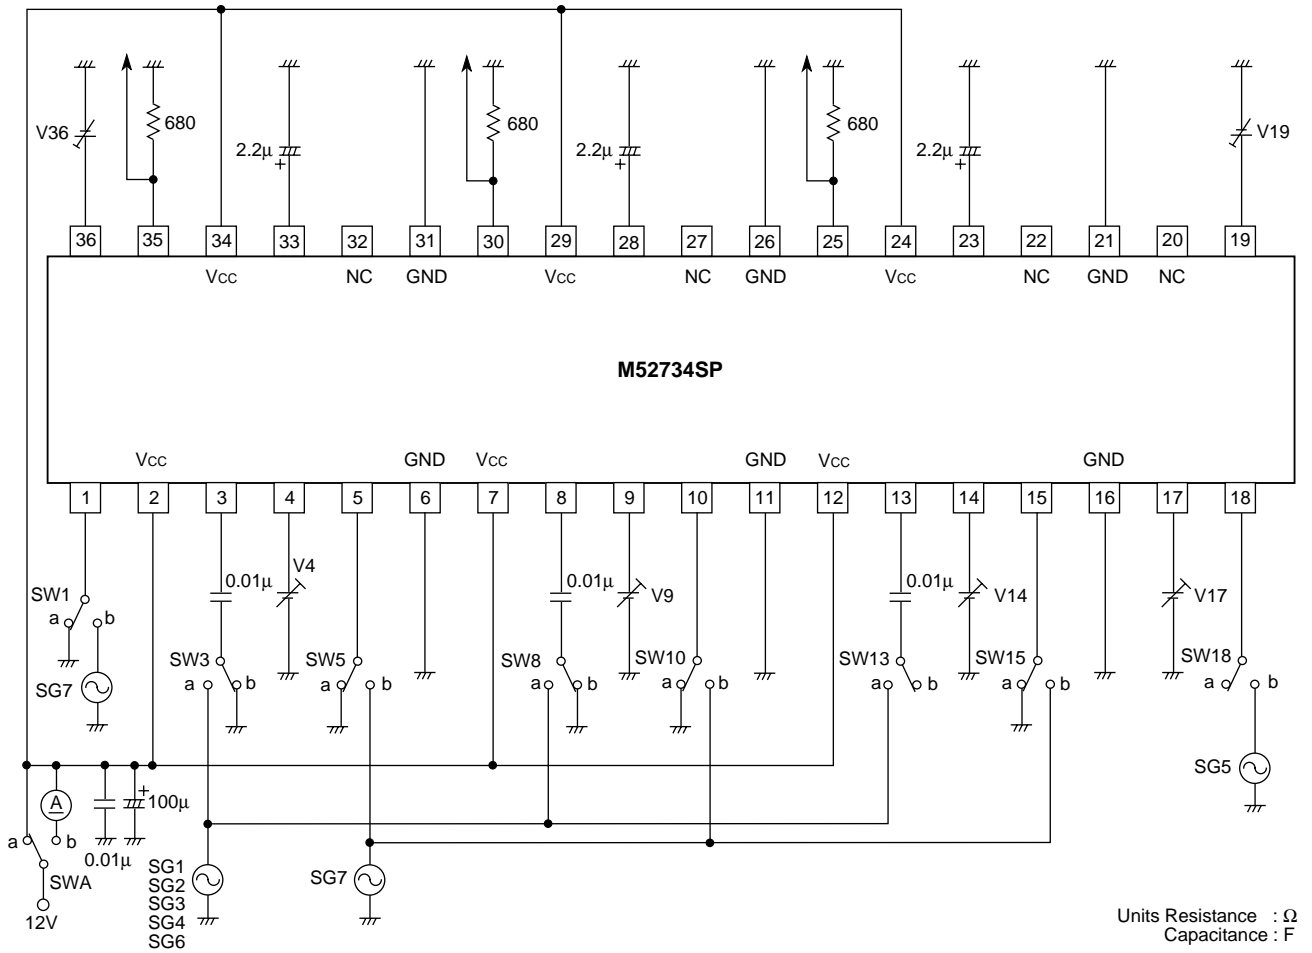 V36
680
2.2μ
+
680
2.2μ
+
680
2.2μ
+
V19
36 35 34 33 32 31 30 29 28 27 26 25 24 23 22 21 20 19
VCC NC GND VCC NC GND VCC NC GND NC
M52734SP
VCC GND VCC GND VCC GND
1 2 3 4 5 6 7 8 9 10 11 12 13 14 15 16 17 18
SW1
a b
SG7
0.01μ
V4
SW3
a b
SW5
a b
0.01μ
V9
SW8
a b
SW10
a b
0.01μ
V14
SW13
a b
SW15
a b
V17
SW18
a b
SG5
A
+
100μ
0.01μ
a b
SWA
12V
SG1
SG2
SG3
SG4
SG6
SG7
Units Resistance : Ω
Capacitance : F